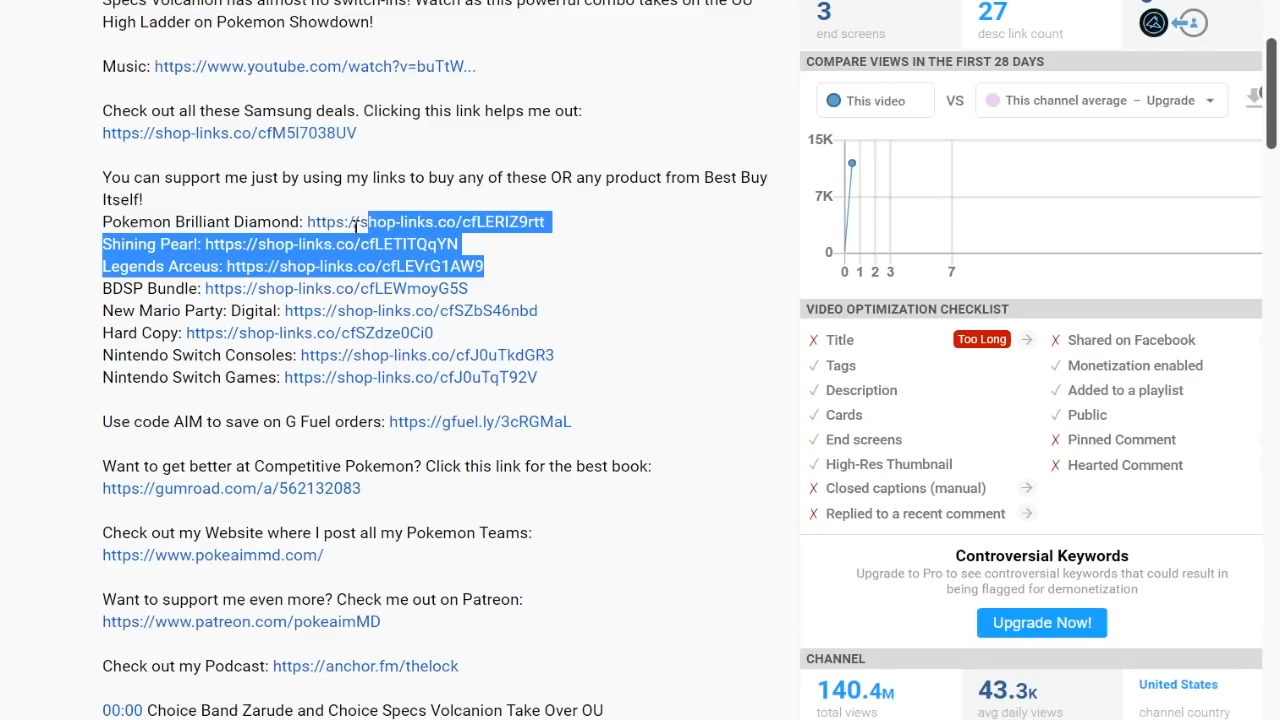 Specs Volcanion has almost no switch-ins! Watch as this powerful combo takes on the OU
High Ladder on Pokemon Showdown!
Music: https://www.youtube.com/watch?v=buTtW...
Check out all these Samsung deals. Clicking this link helps me out:
https://shop-links.co/cfM5I7038UV
You can support me just by using my links to buy any of these OR any product from Best Buy
Itself!
Pokemon Brilliant Diamond: https://shop-links.co/cfLERIZ9rtt
Shining Pearl: https://shop-links.co/cfLETITQqYN
Legends Arceus: https://shop-links.co/cfLEVrG1AW9
BDSP Bundle: https://shop-links.co/cfLEWmoyG5S
New Mario Party: Digital: https://shop-links.co/cfSZbS46nbd
Hard Copy: https://shop-links.co/cfSZdze0Ci0
Nintendo Switch Consoles: https://shop-links.co/cfJ0uTkdGR3
Nintendo Switch Games: https://shop-links.co/cfJ0uTqT92V
Use code AIM to save on G Fuel orders: https://gfuel.ly/3cRGMaL
Want to get better at Competitive Pokemon? Click this link for the best book:
https://gumroad.com/a/562132083
Check out my Website where I post all my Pokemon Teams:
https://www.pokeaimmd.com/
Want to support me even more? Check me out on Patreon:
https://www.patreon.com/pokeaimMD
Check out my Podcast: https://anchor.fm/thelock
00:00 Choice Band Zarude and Choice Specs Volcanion Take Over OU
3
end screens
27
desc link count
COMPARE VIEWS IN THE FIRST 28 DAYS
This video VS This channel average – Upgrade
15K
7K
0
0 1 2 3 7
VIDEO OPTIMIZATION CHECKLIST
✗ Title Too Long →
✓ Tags
✓ Description
✓ Cards
✓ End screens
✓ High-Res Thumbnail
✗ Closed captions (manual) →
✗ Replied to a recent comment →
✗ Shared on Facebook
✓ Monetization enabled
✓ Added to a playlist
✓ Public
✗ Pinned Comment
✗ Hearted Comment
Controversial Keywords
Upgrade to Pro to see controversial keywords that could result in
being flagged for demonetization
Upgrade Now!
CHANNEL
140.4M
total views
43.3K
avg daily views
United States
channel country